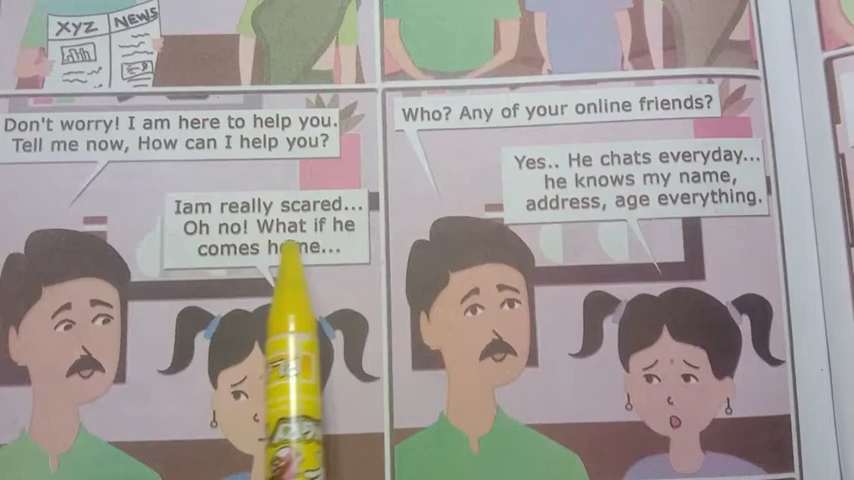 XYZ NEWS
Don't worry! I am here to help you.
Tell me now, How can I help you?
Iam really scared...
Oh no! What if he
comes home...
Who? Any of your online friends?
Yes.. He chats everyday...
he knows my name,
address, age everything.